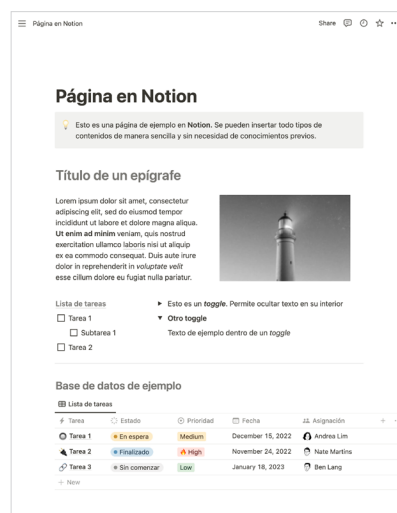 Página en Notion
Share
Página en Notion
Esto es una página de ejemplo en Notion. Se pueden insertar todo tipos de
contenidos de manera sencilla y sin necesidad de conocimientos previos.
Título de un epígrafe
Lorem ipsum dolor sit amet, consectetur
adipiscing elit, sed do eiusmod tempor
incididunt ut labore et dolore magna aliqua.
Ut enim ad minim veniam, quis nostrud
exercitation ullamco laboris nisi ut aliquip
ex ea commodo consequat. Duis aute irure
dolor in reprehenderit in voluptate velit
esse cillum dolore eu fugiat nulla pariatur.
Lista de tareas
Tarea 1
Subtarea 1
Tarea 2
Esto es un toggle. Permite ocultar texto en su interior
Otro toggle
Texto de ejemplo dentro de un toggle
Base de datos de ejemplo
Lista de tareas
Tarea Estado Prioridad Fecha Asignación
Tarea 1 En espera Medium December 15, 2022 Andrea Lim
Tarea 2 Finalizado High November 24, 2022 Nate Martins
Tarea 3 Sin comenzar Low January 18, 2023 Ben Lang
+ New